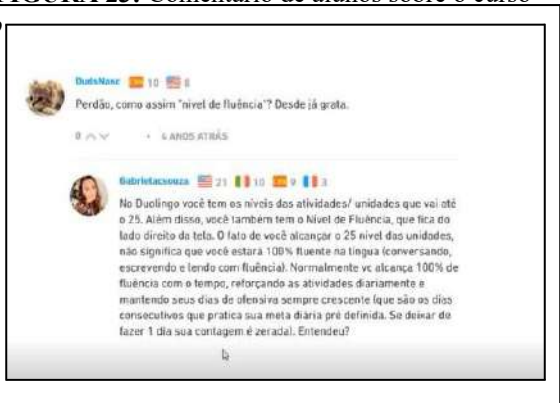 FIGURA 25: Comentário de alunos sobre o curso
DudsNasc 10 8
Perdão, como assim "nivel de fluência"? Desde já grata.
0 • 4 ANOS ATRÁS
Gabrielacsouza 21 10 9 3
No Duolingo você tem os níveis das atividades/ unidades que vai até
o 25. Além disso, você também tem o Nível de Fluência, que fica do
lado direito da tela. O fato de você alcançar o 25 nivel das unidades,
não significa que você estará 100% fluente na língua (conversando,
escrevendo e lendo com fluência). Normalmente vc alcança 100% de
fluência com o tempo, reforçando as atividades diariamente e
mantendo seus dias de ofensiva sempre crescente (que são os dias
consecutivos que pratica sua meta diária pré definida. Se deixar de
fazer 1 dia sua contagem é zerada). Entendeu?